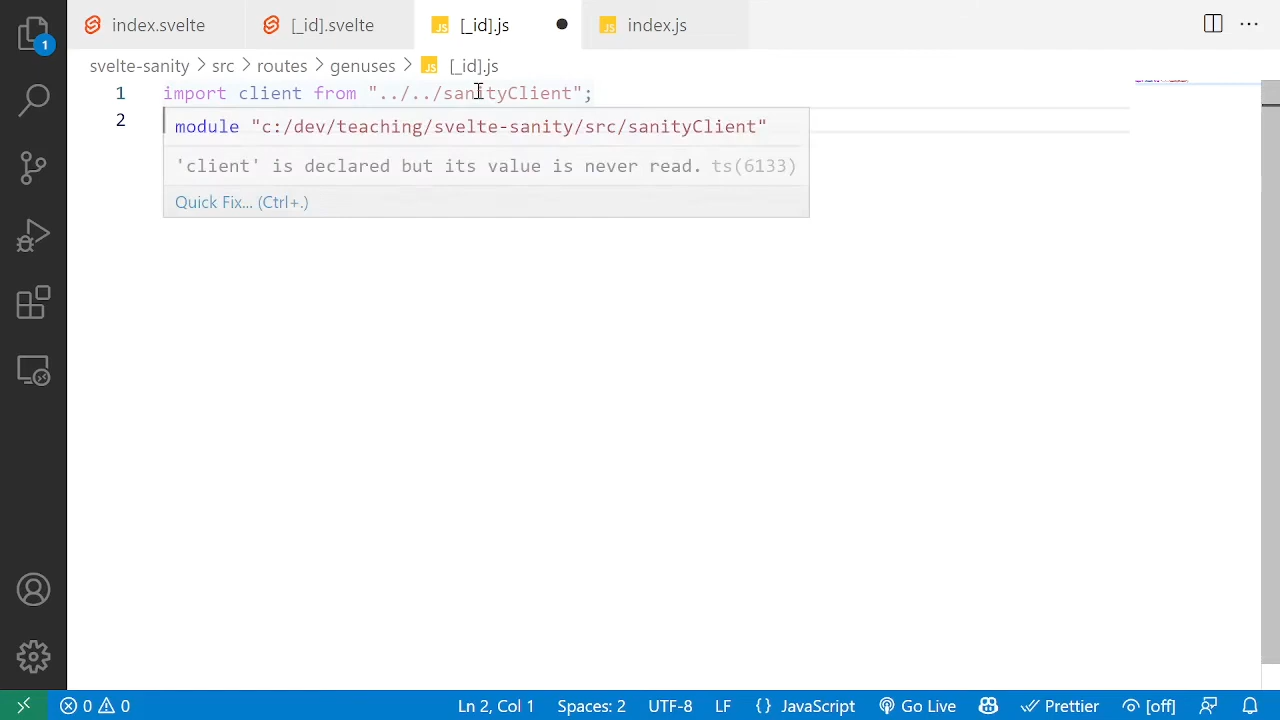 index.svelte [_id].svelte JS [_id].js JS index.js
svelte-sanity > src > routes > genuses > JS [_id].js
1 import client from "../../sanityClient";
2
module "c:/dev/teaching/svelte-sanity/src/sanityClient"
'client' is declared but its value is never read. ts(6133)
Quick Fix... (Ctrl+.)
1
0 0 Ln 2, Col 1 Spaces: 2 UTF-8 LF { } JavaScript Go Live Prettier [off]